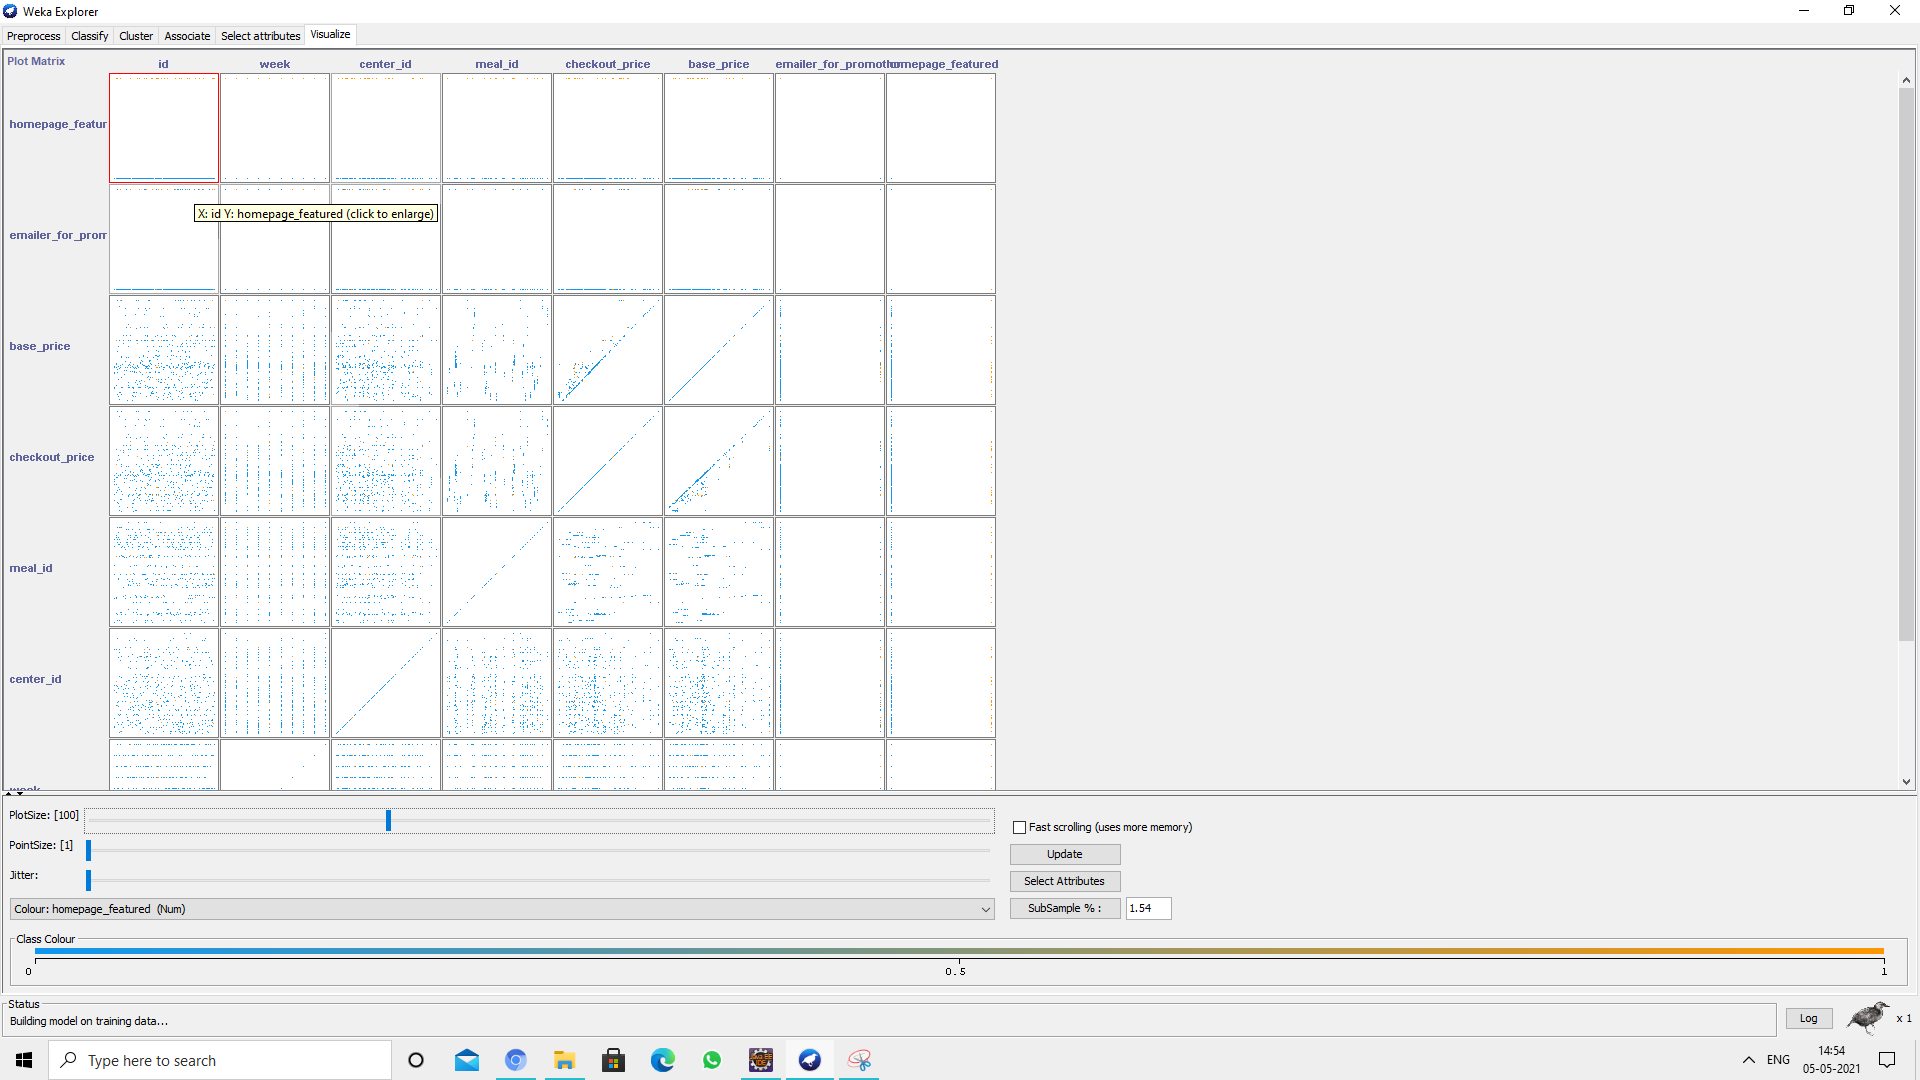 Weka Explorer
Preprocess Classify Cluster Associate Select attributes Visualize
Plot Matrix
id week center_id meal_id checkout_price base_price emailer_for_promotion homepage_featured
homepage_featur
X: id Y: homepage_featured (click to enlarge)
emailer_for_prom
base_price
checkout_price
meal_id
center_id
week
PlotSize: [100]
PointSize: [1]
Jitter:
Fast scrolling (uses more memory)
Update
Select Attributes
SubSample % : 1.54
Colour: homepage_featured (Num)
Class Colour
0 0.5 1
Status
Building model on training data...
Log x 1
Type here to search
ENG
14:54
05-05-2021